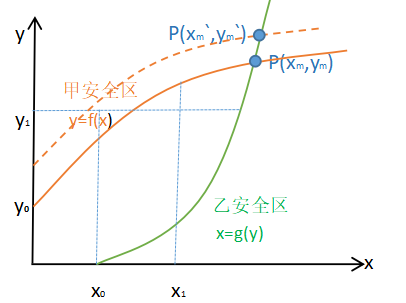 y
P(xm`,ym`)
P(xm,ym)
甲安全区
y=f(x)
y1
乙安全区
x=g(y)
y0
x
x0
x1